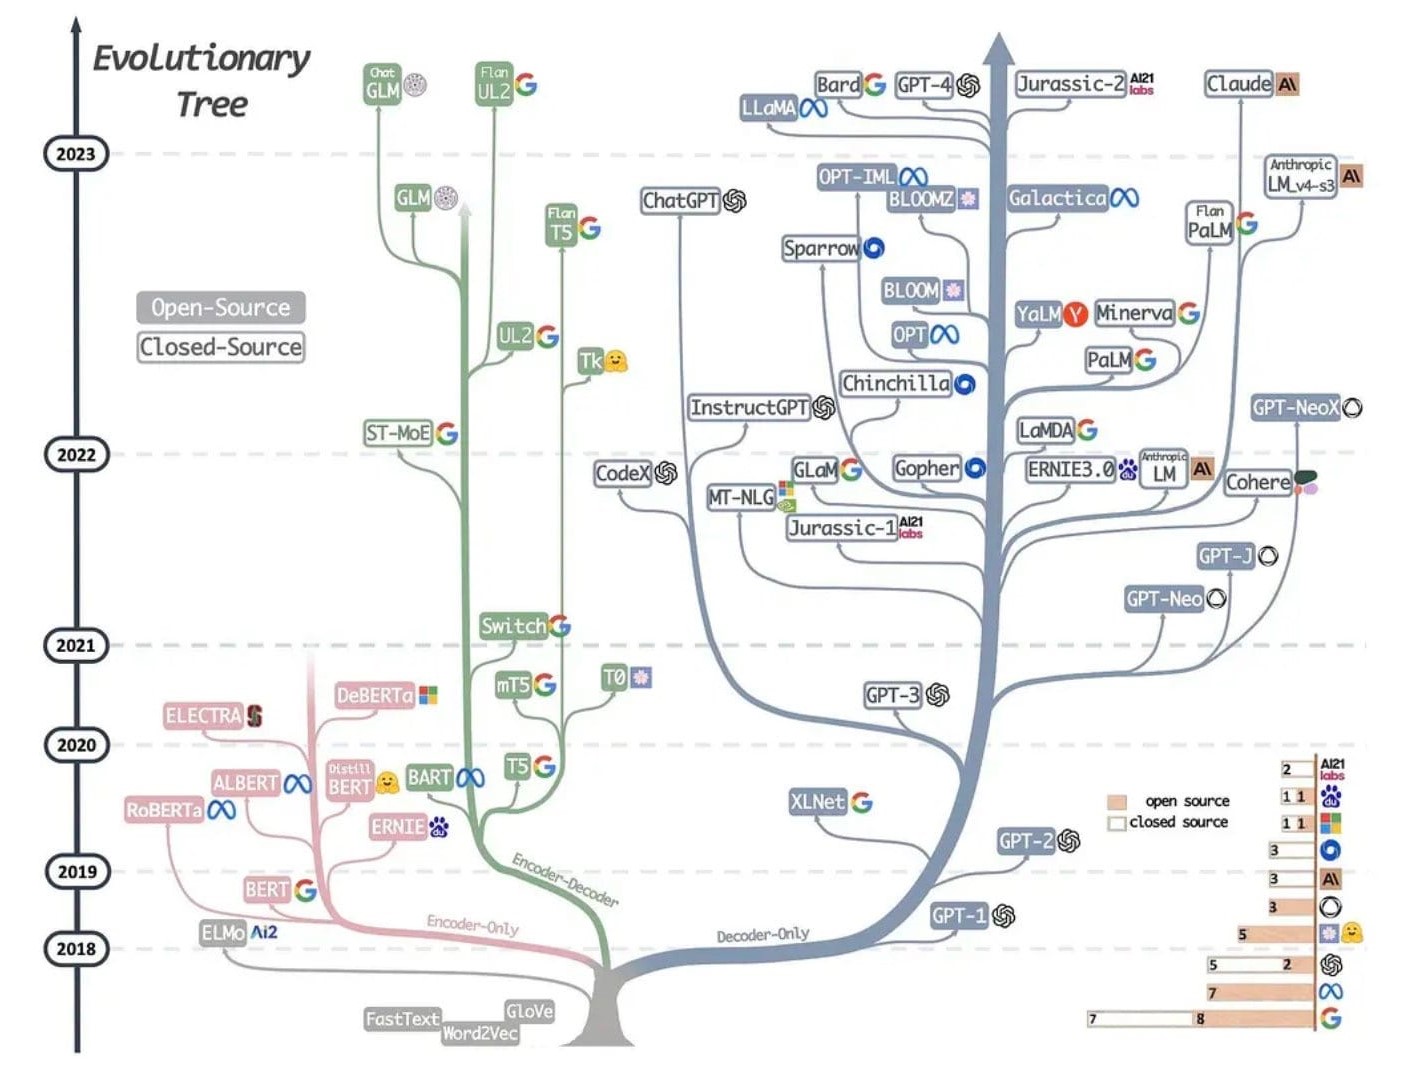 Evolutionary
Tree
2023
2022
2021
2020
2019
2018
Open-Source
Closed-Source
Chat
GLM
Flan
UL2
GLM
Flan
T5
UL2
Tk
ST-MoE
Switch
mT5
T0
BART
T5
Encoder-Decoder
DeBERTa
ELECTRA
ALBERT
Distill
BERT
RoBERTa
ERNIE
du
BERT
Encoder-Only
ELMo
Ai2
FastText
Word2Vec
GloVe
Bard
GPT-4
Jurassic-2
AI21
labs
Claude
A\
LLaMA
OPT-IML
BLOOMZ
Galactica
Anthropic
LM_v4-s3
A\
ChatGPT
Flan
PaLM
Sparrow
BLOOM
YaLM
Y
Minerva
OPT
PaLM
Chinchilla
InstructGPT
GPT-NeoX
LaMDA
CodeX
GLaM
Gopher
ERNIE3.0
du
Anthropic
LM
A\
Cohere
MT-NLG
Jurassic-1
AI21
labs
GPT-J
GPT-Neo
GPT-3
XLNet
GPT-2
GPT-1
Decoder-Only
open source
closed source
2
AI21
labs
1 1
du
1 1
3
3
A\
3
5
5 2
7
7 8